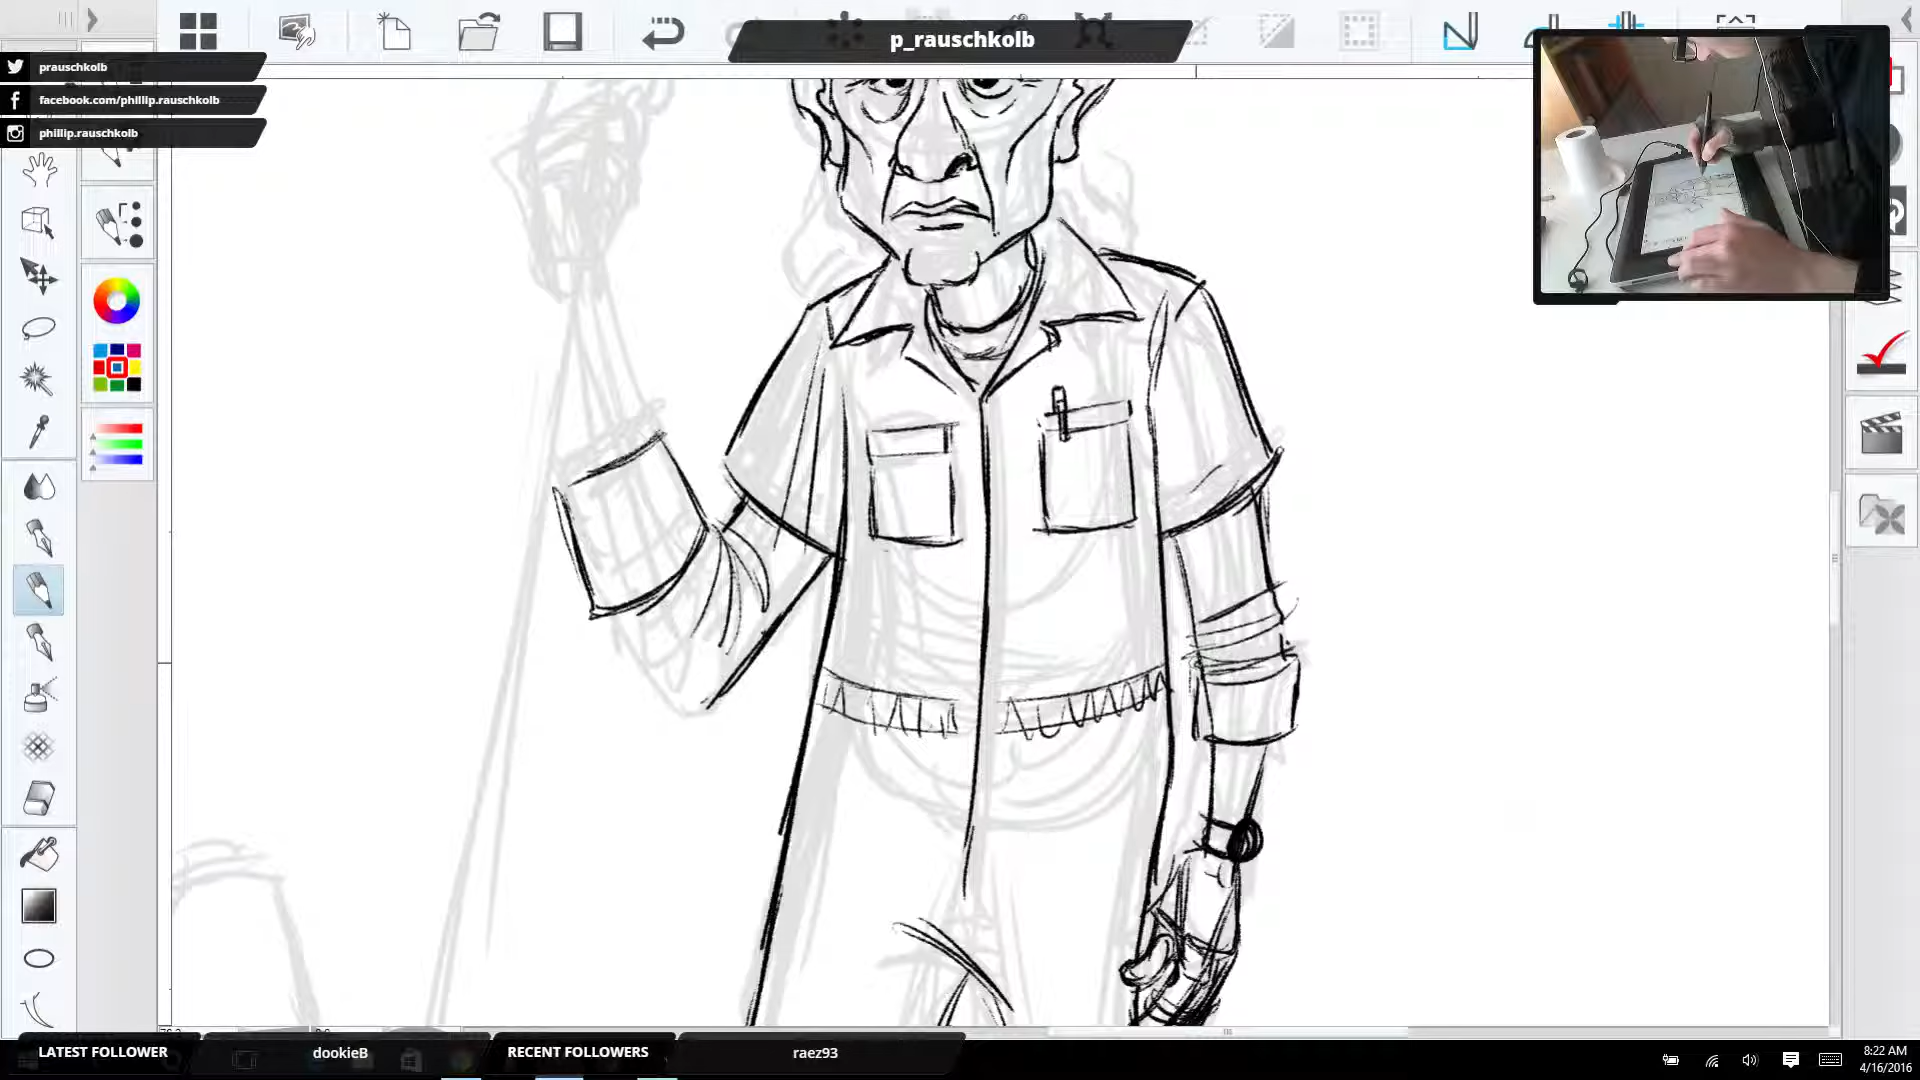 p_rauschkolb
prauschkolb
facebook.com/phillip.rauschkolb
phillip.rauschkolb
LATEST FOLLOWER
dookieB
RECENT FOLLOWERS
raez93
8:22 AM
4/16/2016